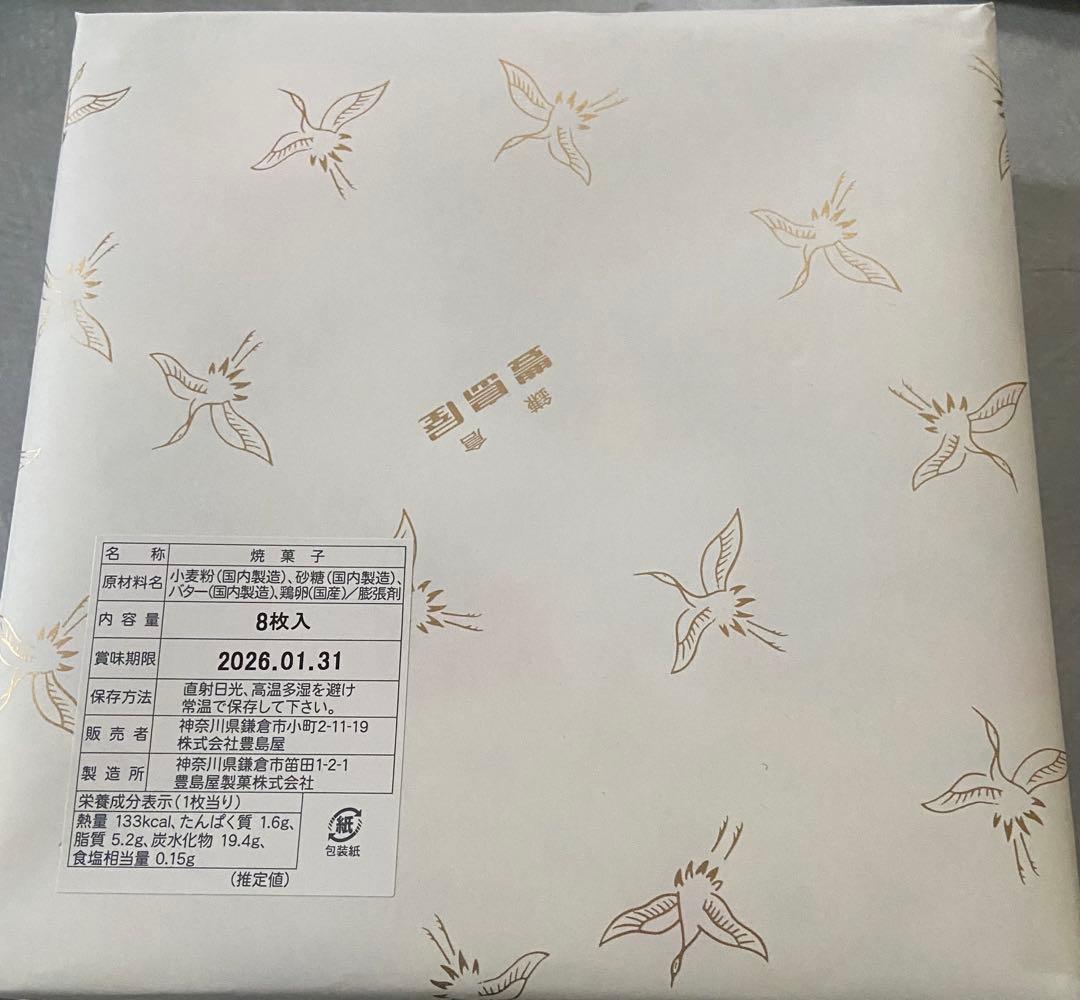 鎌倉
豊島屋
名称 焼菓子
原材料名 小麦粉(国内製造)、砂糖(国内製造)、
バター(国内製造)、鶏卵(国産)/膨張剤
内容量 8枚入
賞味期限 2026.01.31
保存方法 直射日光、高温多湿を避け
常温で保存して下さい。
販売者 神奈川県鎌倉市小町2-11-19
株式会社豊島屋
製造所 神奈川県鎌倉市笛田1-2-1
豊島屋製菓株式会社
栄養成分表示(1枚当り)
熱量 133kcal、たんぱく質 1.6g、
脂質 5.2g、炭水化物 19.4g、
食塩相当量 0.15g
(推定値)
紙
包装紙